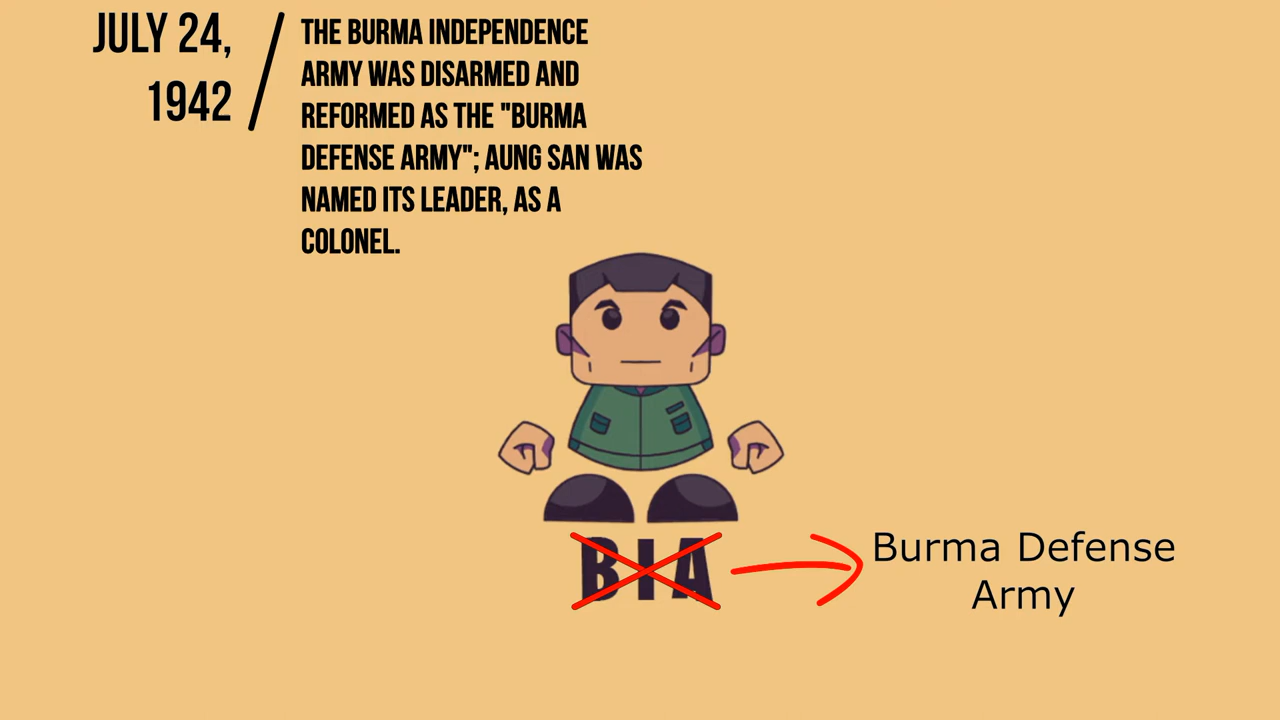 JULY 24,
1942
THE BURMA INDEPENDENCE
ARMY WAS DISARMED AND
REFORMED AS THE "BURMA
DEFENSE ARMY"; AUNG SAN WAS
NAMED ITS LEADER, AS A
COLONEL.
BIA
Burma Defense
Army